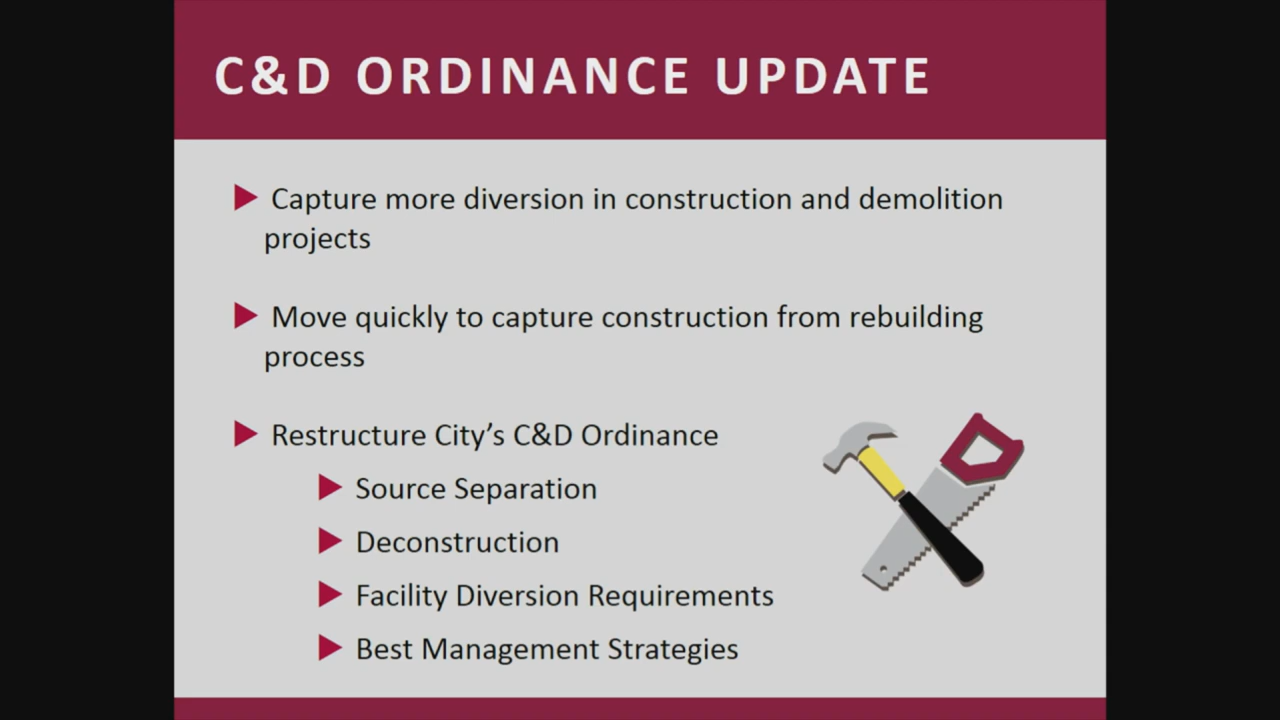 C&D ORDINANCE UPDATE
Capture more diversion in construction and demolition
projects
Move quickly to capture construction from rebuilding
process
Restructure City’s C&D Ordinance
Source Separation
Deconstruction
Facility Diversion Requirements
Best Management Strategies